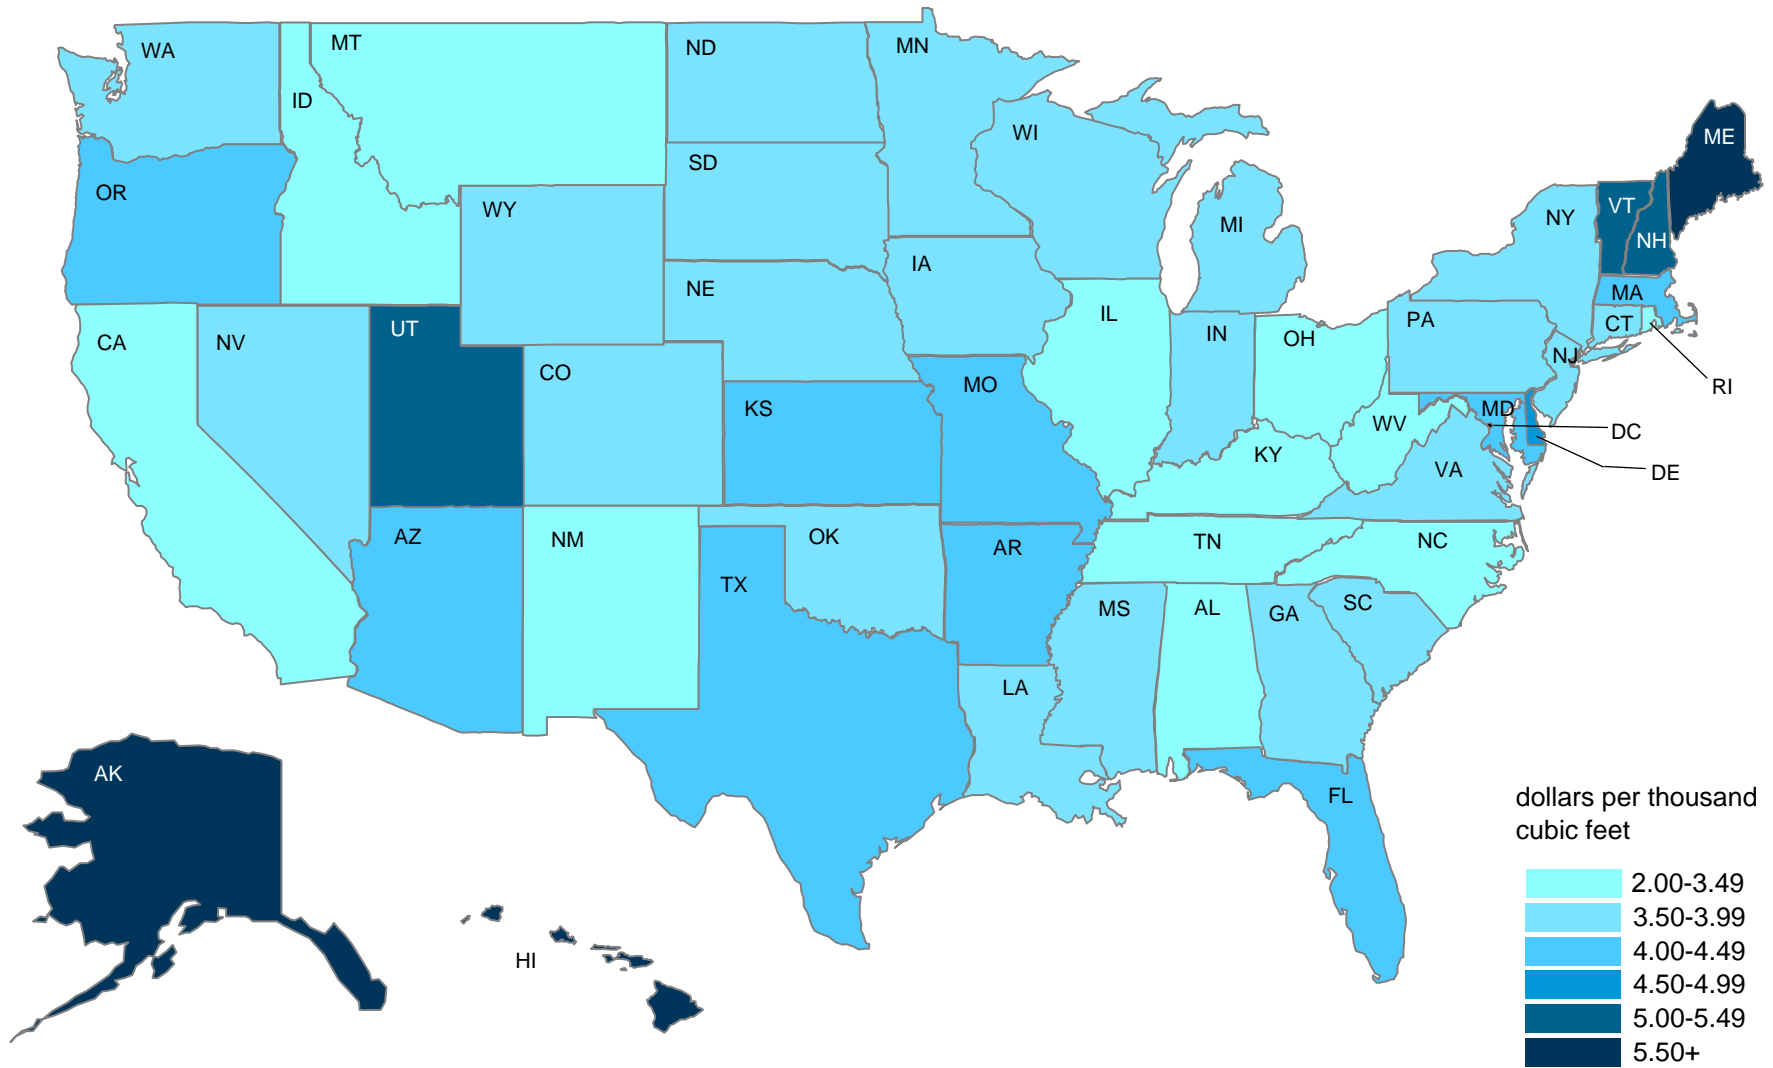 WA
MT
ND
MN
ID
WI
ME
SD
OR
WY
VT
NY
MI
NH
IA
NE
MA
IL
PA
CT
UT
IN
OH
CA
NV
NJ
CO
MO
RI
KS
MD
WV
DC
KY
VA
DE
AZ
NM
OK
AR
TN
NC
TX
MS
AL
GA
SC
LA
AK
FL
HI
dollars per thousand
cubic feet
2.00-3.49
3.50-3.99
4.00-4.49
4.50-4.99
5.00-5.49
5.50+